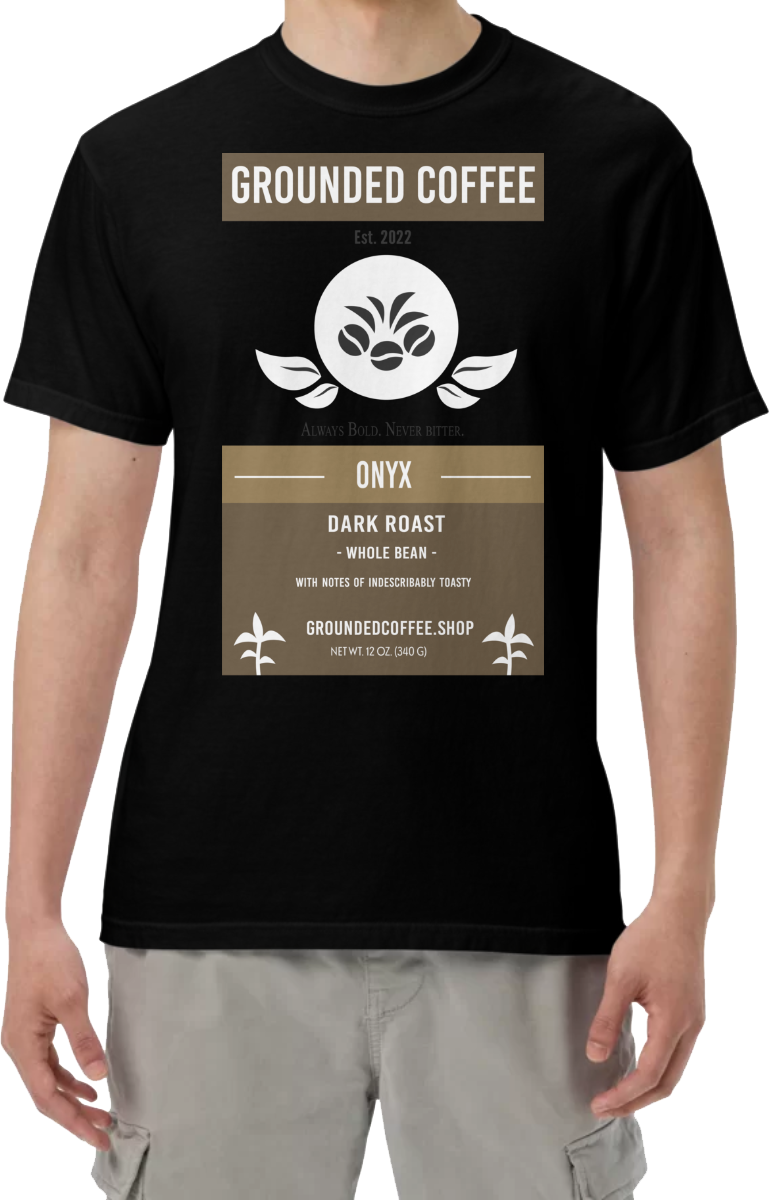 GROUNDED COFFEE
Est. 2022
ALWAYS BOLD. NEVER BITTER.
ONYX
DARK ROAST
- WHOLE BEAN -
WITH NOTES OF INDESCRIBABLY TOASTY
GROUNDEDCOFFEE.SHOP
NET WT. 12 OZ. (340 G)